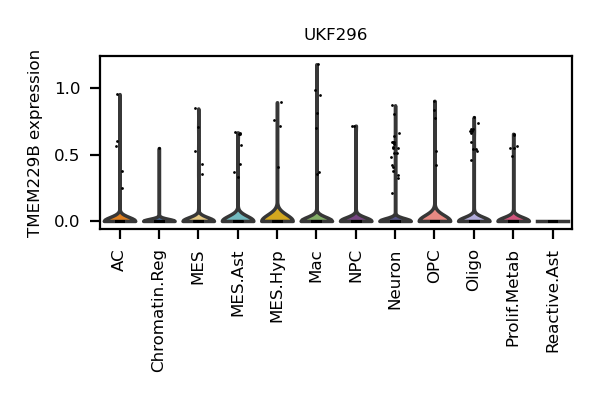 UKF296
TMEM229B expression
1.0
0.5
0.0
AC
Chromatin.Reg
MES
MES.Ast
MES.Hyp
Mac
NPC
Neuron
OPC
Oligo
Prolif.Metab
Reactive.Ast